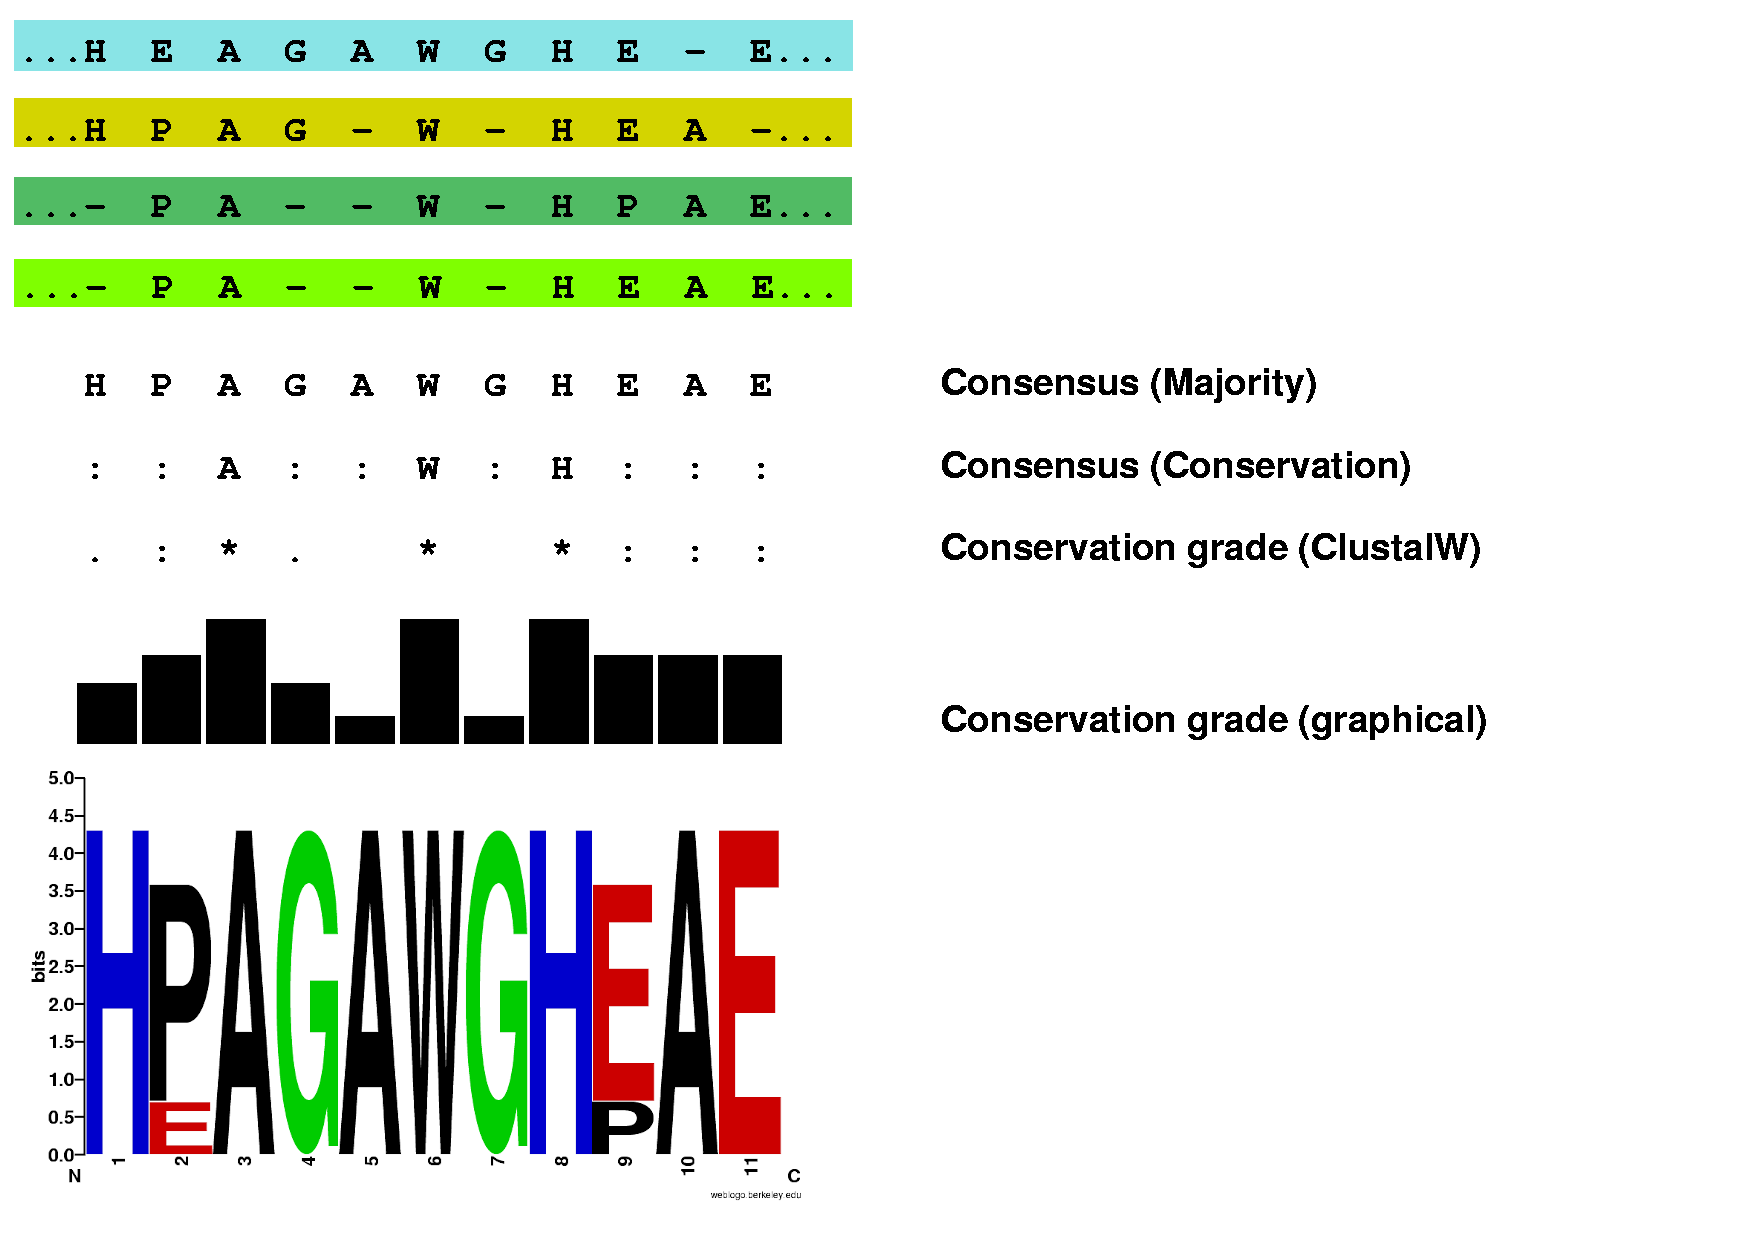 ...H E A G A W G H E - E...
...H P A G - W - H E A -...
...- P A - - W - H P A E...
...- P A - - W - H E A E...
H P A G A W G H E A E Consensus (Majority)
: : A : : W : H : : : Consensus (Conservation)
. : * . * * : : : Conservation grade (ClustalW)
Conservation grade (graphical)
5.0
4.5
4.0
3.5
3.0
2.5
2.0
1.5
1.0
0.5
0.0
bits
H P A G A W G H E A E
E P
1 2 3 4 5 6 7 8 9 10 11
N C
weblogo.berkeley.edu